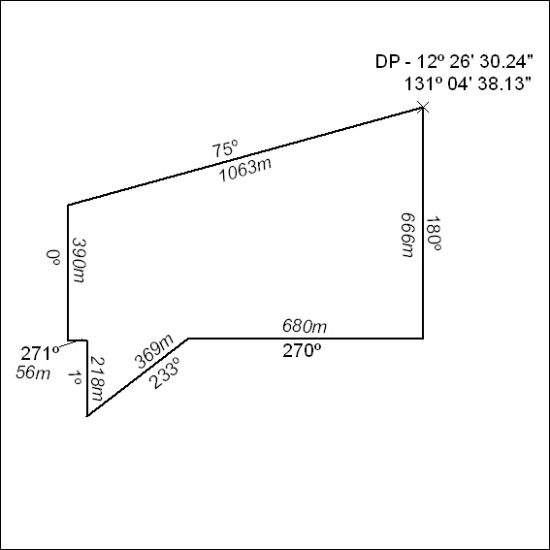 DP - 12º 26' 30.24"
131º 04' 38.13"
75º
1063m
0º
390m
666m
180º
680m
270º
369m
233º
271º
56m
1º
218m